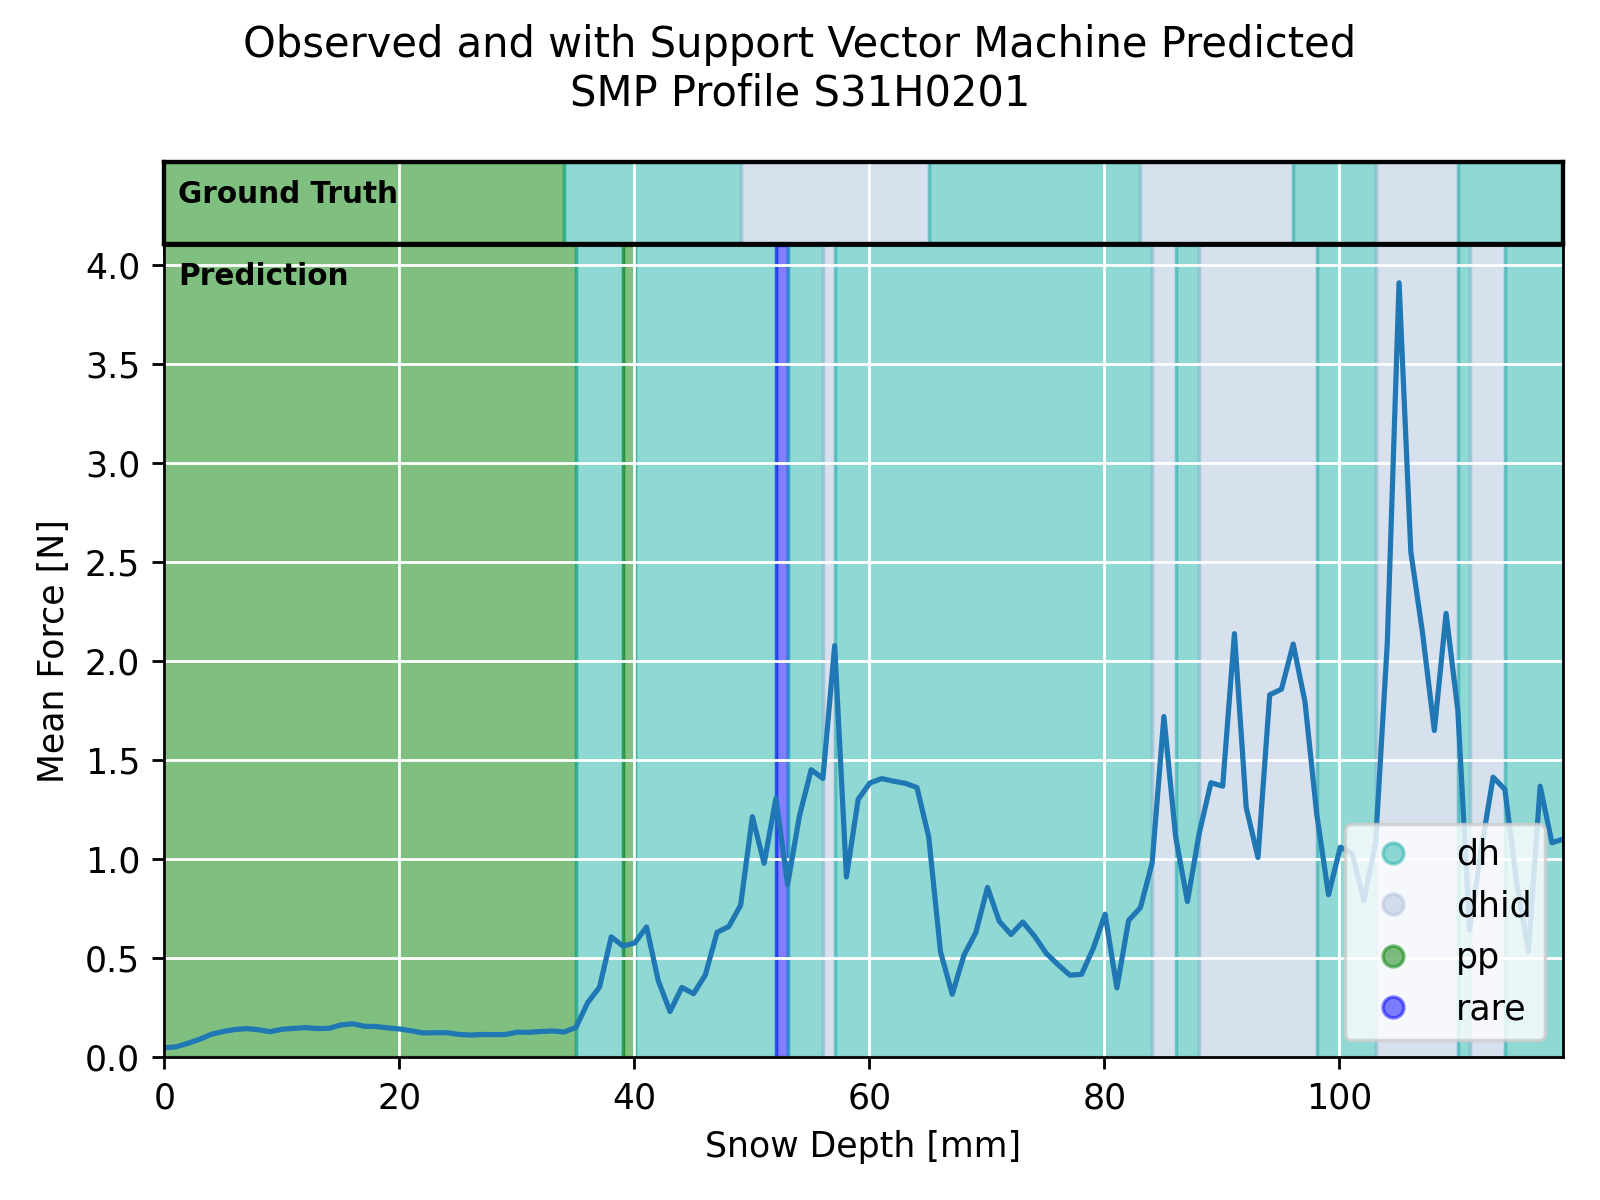 Observed and with Support Vector Machine Predicted
SMP Profile S31H0201
Ground Truth
Prediction
4.0
3.5
3.0
2.5
2.0
1.5
1.0
0.5
0.0
Mean Force [N]
dh
dhid
pp
rare
0 20 40 60 80 100
Snow Depth [mm]